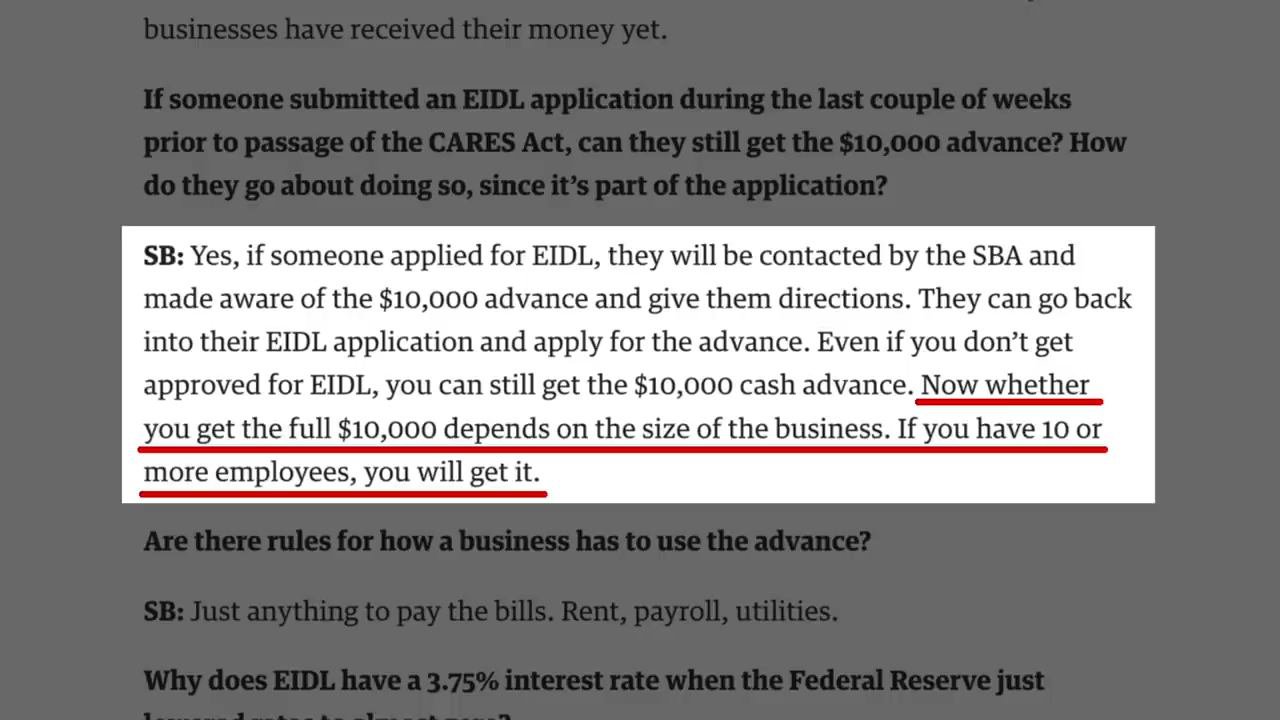 businesses have received their money yet.
If someone submitted an EIDL application during the last couple of weeks
prior to passage of the CARES Act, can they still get the $10,000 advance? How
do they go about doing so, since it’s part of the application?
SB: Yes, if someone applied for EIDL, they will be contacted by the SBA and
made aware of the $10,000 advance and give them directions. They can go back
into their EIDL application and apply for the advance. Even if you don’t get
approved for EIDL, you can still get the $10,000 cash advance. Now whether
you get the full $10,000 depends on the size of the business. If you have 10 or
more employees, you will get it.
Are there rules for how a business has to use the advance?
SB: Just anything to pay the bills. Rent, payroll, utilities.
Why does EIDL have a 3.75% interest rate when the Federal Reserve just
lowered rates to almost zero?